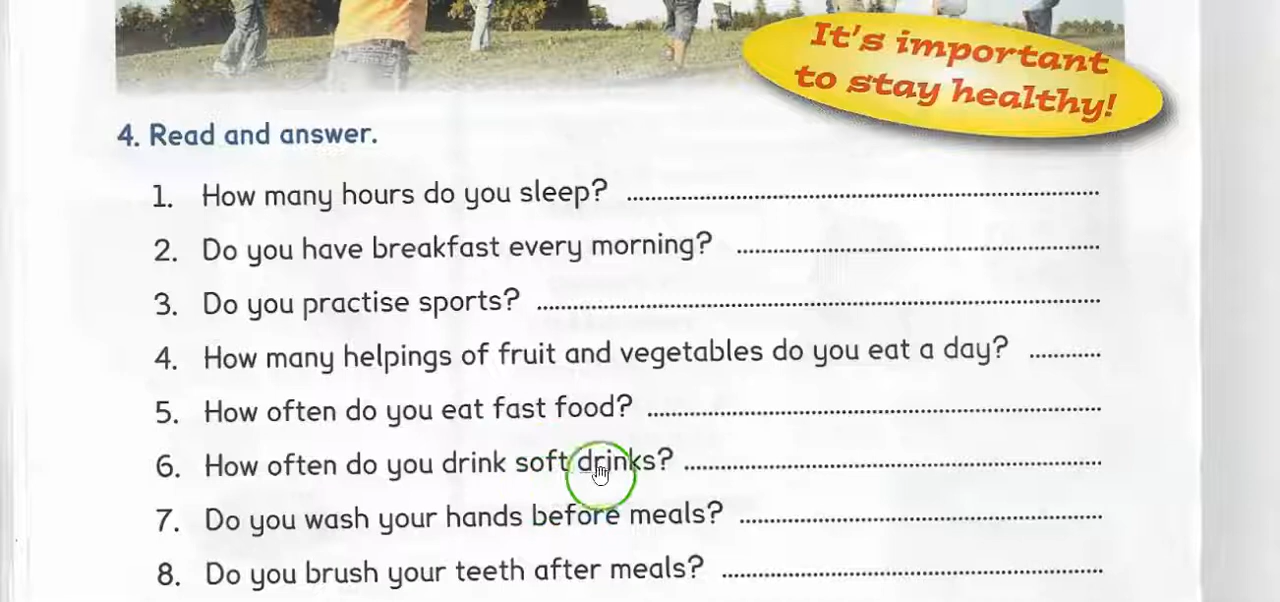 It's important
to stay healthy!
4. Read and answer.
1. How many hours do you sleep?
2. Do you have breakfast every morning?
3. Do you practise sports?
4. How many helpings of fruit and vegetables do you eat a day?
5. How often do you eat fast food?
6. How often do you drink soft drinks?
7. Do you wash your hands before meals?
8. Do you brush your teeth after meals?